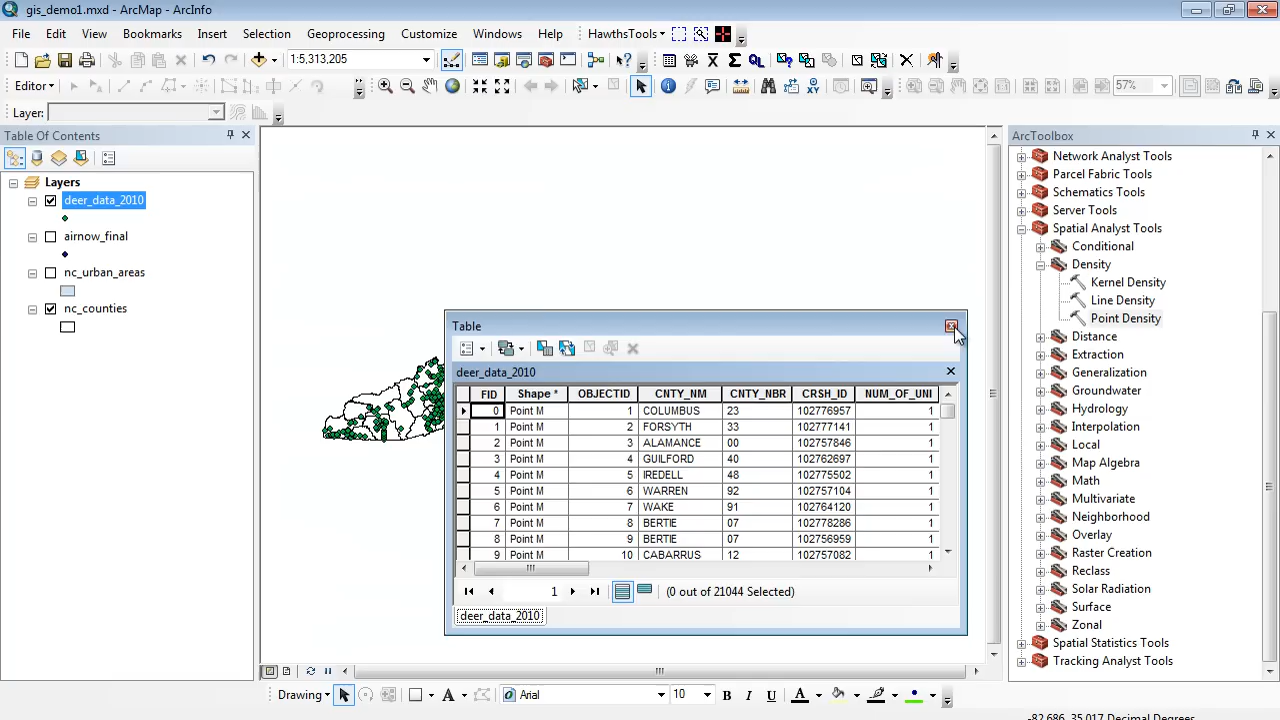 gis_demo1.mxd - ArcMap - ArcInfo
File Edit View Bookmarks Insert Selection Geoprocessing Customize Windows Help HawthsTools
1:5,313,205
Editor 57%
Layer:
Table Of Contents
Layers
deer_data_2010
airnow_final
nc_urban_areas
nc_counties
Table
deer_data_2010
FID Shape * OBJECTID CNTY_NM CNTY_NBR CRSH_ID NUM_OF_UNI
0 Point M 1 COLUMBUS 23 102776957 1
1 Point M 2 FORSYTH 33 102777141 1
2 Point M 3 ALAMANCE 00 102757846 1
3 Point M 4 GUILFORD 40 102762697 1
4 Point M 5 IREDELL 48 102775502 1
5 Point M 6 WARREN 92 102757104 1
6 Point M 7 WAKE 91 102764120 1
7 Point M 8 BERTIE 07 102778286 1
8 Point M 9 BERTIE 07 102756959 1
9 Point M 10 CABARRUS 12 102757082 1
1 (0 out of 21044 Selected)
deer_data_2010
ArcToolbox
Network Analyst Tools
Parcel Fabric Tools
Schematics Tools
Server Tools
Spatial Analyst Tools
Conditional
Density
Kernel Density
Line Density
Point Density
Distance
Extraction
Generalization
Groundwater
Hydrology
Interpolation
Local
Map Algebra
Math
Multivariate
Neighborhood
Overlay
Raster Creation
Reclass
Solar Radiation
Surface
Zonal
Spatial Statistics Tools
Tracking Analyst Tools
Drawing A Arial 10 B I U A
-82.686 35.017 Decimal Degrees